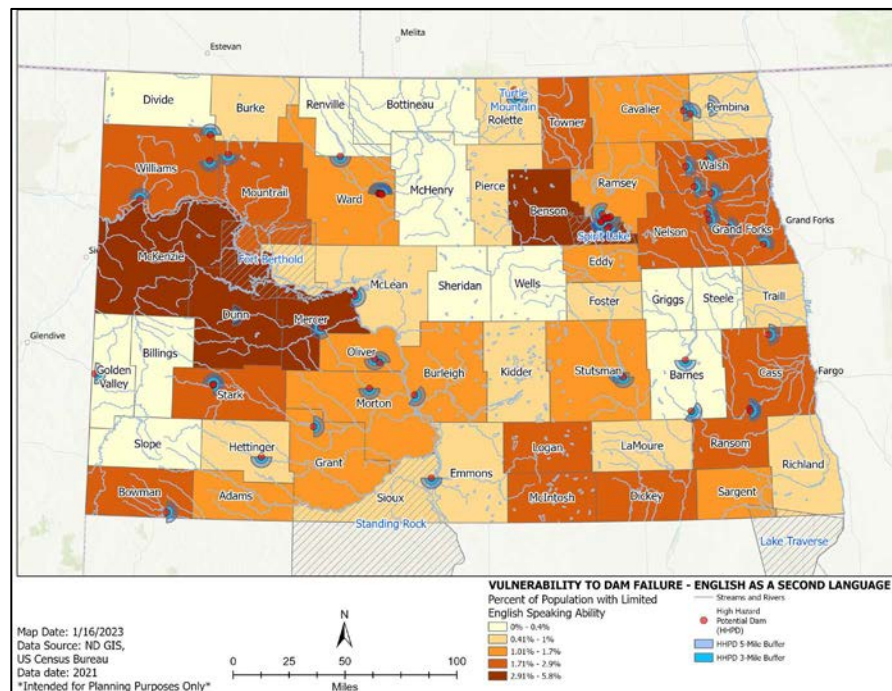 Melita
Estevan
Divide
Burke
Renville
Bottineau
Turtle
Mountain
Rolette
Towner
Cavalier
Pembina
Williams
Mountrail
Ward
McHenry
Pierce
Benson
Ramsey
Walsh
Spirit Lake
Nelson
Grand Forks
Grand Forks
McKenzie
Fort Berthold
McLean
Sheridan
Wells
Eddy
Foster
Griggs
Steele
Traill
Glendive
Dunn
Mercer
Golden
Valley
Billings
Oliver
Burleigh
Kidder
Stutsman
Barnes
Cass
Fargo
Stark
Morton
Slope
Hettinger
Grant
Emmons
Logan
LaMoure
Ransom
Richland
Bowman
Adams
Sioux
McIntosh
Dickey
Sargent
Standing Rock
Lake Traverse
VULNERABILITY TO DAM FAILURE - ENGLISH AS A SECOND LANGUAGE
Percent of Population with Limited
English Speaking Ability
0% - 0.4%
0.41% - 1%
1.01% - 1.7%
1.71% - 2.9%
2.91% - 5.8%
Streams and Rivers
High Hazard
Potential Dam
(HHPD)
HHPD 5-Mile Buffer
HHPD 3-Mile Buffer
Map Date: 1/16/2023
Data Source: ND GIS,
US Census Bureau
Data date: 2021
*Intended for Planning Purposes Only*
N
0 25 50 100
Miles